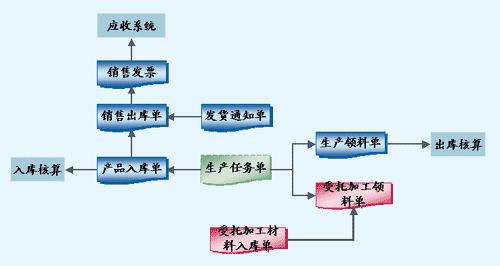 应收系统
销售发票
销售出库单
发货通知单
入库核算
产品入库单
生产任务单
生产领料单
出库核算
受托加工领
料单
受托加工材
料入库单